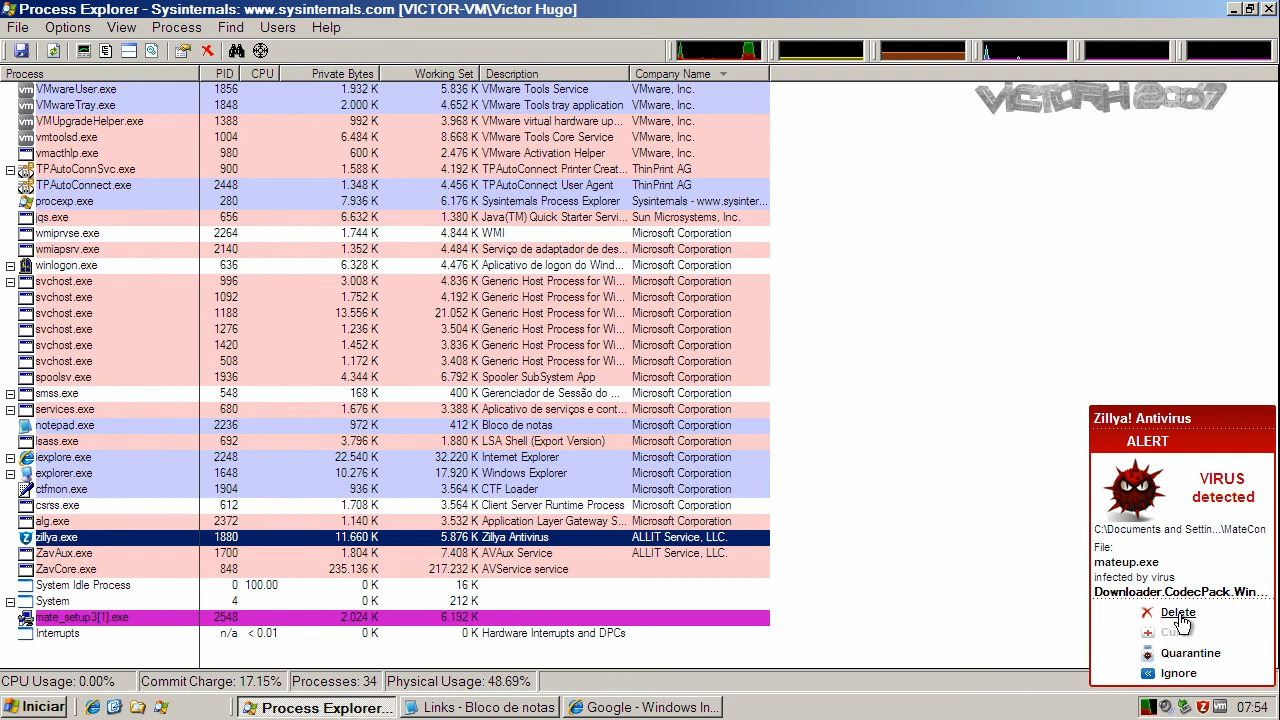 Process Explorer - Sysinternals: www.sysinternals.com [VICTOR-VM\Victor Hugo]
File Options View Process Find Users Help
VICTORH 2007
Process PID CPU Private Bytes Working Set Description Company Name
VMwareUser.exe 1856 1.932 K 5.836 K VMware Tools Service VMware, Inc.
VMwareTray.exe 1848 2.000 K 4.652 K VMware Tools tray application VMware, Inc.
VMUpgradeHelper.exe 1388 992 K 3.968 K VMware virtual hardware up... VMware, Inc.
vmtoolsd.exe 1004 6.484 K 8.668 K VMware Tools Core Service VMware, Inc.
vmacthlp.exe 980 600 K 2.476 K VMware Activation Helper VMware, Inc.
TPAutoConnSvc.exe 900 1.588 K 4.192 K TPAutoConnect Printer Creat... ThinPrint AG
TPAutoConnect.exe 2448 1.348 K 4.456 K TPAutoConnect User Agent ThinPrint AG
procexp.exe 280 7.936 K 6.176 K Sysinternals Process Explorer Sysinternals - www.sysinter...
jqs.exe 656 6.632 K 1.380 K Java(TM) Quick Starter Servi... Sun Microsystems, Inc.
wmiprvse.exe 2264 1.744 K 4.844 K WMI Microsoft Corporation
wmiapsrv.exe 2140 1.352 K 4.484 K Serviço de adaptador de des... Microsoft Corporation
winlogon.exe 636 6.328 K 4.476 K Aplicativo de logon do Wind... Microsoft Corporation
svchost.exe 996 3.008 K 4.836 K Generic Host Process for Wi... Microsoft Corporation
svchost.exe 1092 1.752 K 4.192 K Generic Host Process for Wi... Microsoft Corporation
svchost.exe 1188 13.556 K 21.052 K Generic Host Process for Wi... Microsoft Corporation
svchost.exe 1276 1.236 K 3.504 K Generic Host Process for Wi... Microsoft Corporation
svchost.exe 1420 1.452 K 3.836 K Generic Host Process for Wi... Microsoft Corporation
svchost.exe 508 1.172 K 3.408 K Generic Host Process for Wi... Microsoft Corporation
spoolsv.exe 1936 4.344 K 6.792 K Spooler SubSystem App Microsoft Corporation
smss.exe 548 168 K 400 K Gerenciador de Sessão do ... Microsoft Corporation
services.exe 680 1.676 K 3.388 K Aplicativo de serviços e cont... Microsoft Corporation
notepad.exe 2236 972 K 412 K Bloco de notas Microsoft Corporation
lsass.exe 692 3.796 K 1.880 K LSA Shell (Export Version) Microsoft Corporation
iexplore.exe 2248 22.540 K 32.220 K Internet Explorer Microsoft Corporation
explorer.exe 1648 10.276 K 17.920 K Windows Explorer Microsoft Corporation
ctfmon.exe 1904 936 K 3.564 K CTF Loader Microsoft Corporation
csrss.exe 612 1.708 K 3.564 K Client Server Runtime Process Microsoft Corporation
alg.exe 2372 1.140 K 3.532 K Application Layer Gateway S... Microsoft Corporation
zillya.exe 1880 11.660 K 5.876 K Zillya Antivirus ALLIT Service, LLC.
ZavAux.exe 1700 1.804 K 7.408 K AVAux Service ALLIT Service, LLC.
ZavCore.exe 848 235.136 K 217.232 K AVService service
System Idle Process 0 100.00 0 K 16 K
System 4 0 K 212 K
mate_setup3[1].exe 2548 2.024 K 6.192 K
Interrupts n/a < 0.01 0 K 0 K Hardware Interrupts and DPCs
Zillya! Antivirus
ALERT
VIRUS
detected
C:\Documents and Settin...\MateCon
File:
mateup.exe
infected by virus
Downloader.CodecPack.Win...
Delete
Quarantine
Ignore
CPU Usage: 0.00% Commit Charge: 17.15% Processes: 34 Physical Usage: 48.69%
Iniciar Process Explorer... Links - Bloco de notas Google - Windows In... 07:54